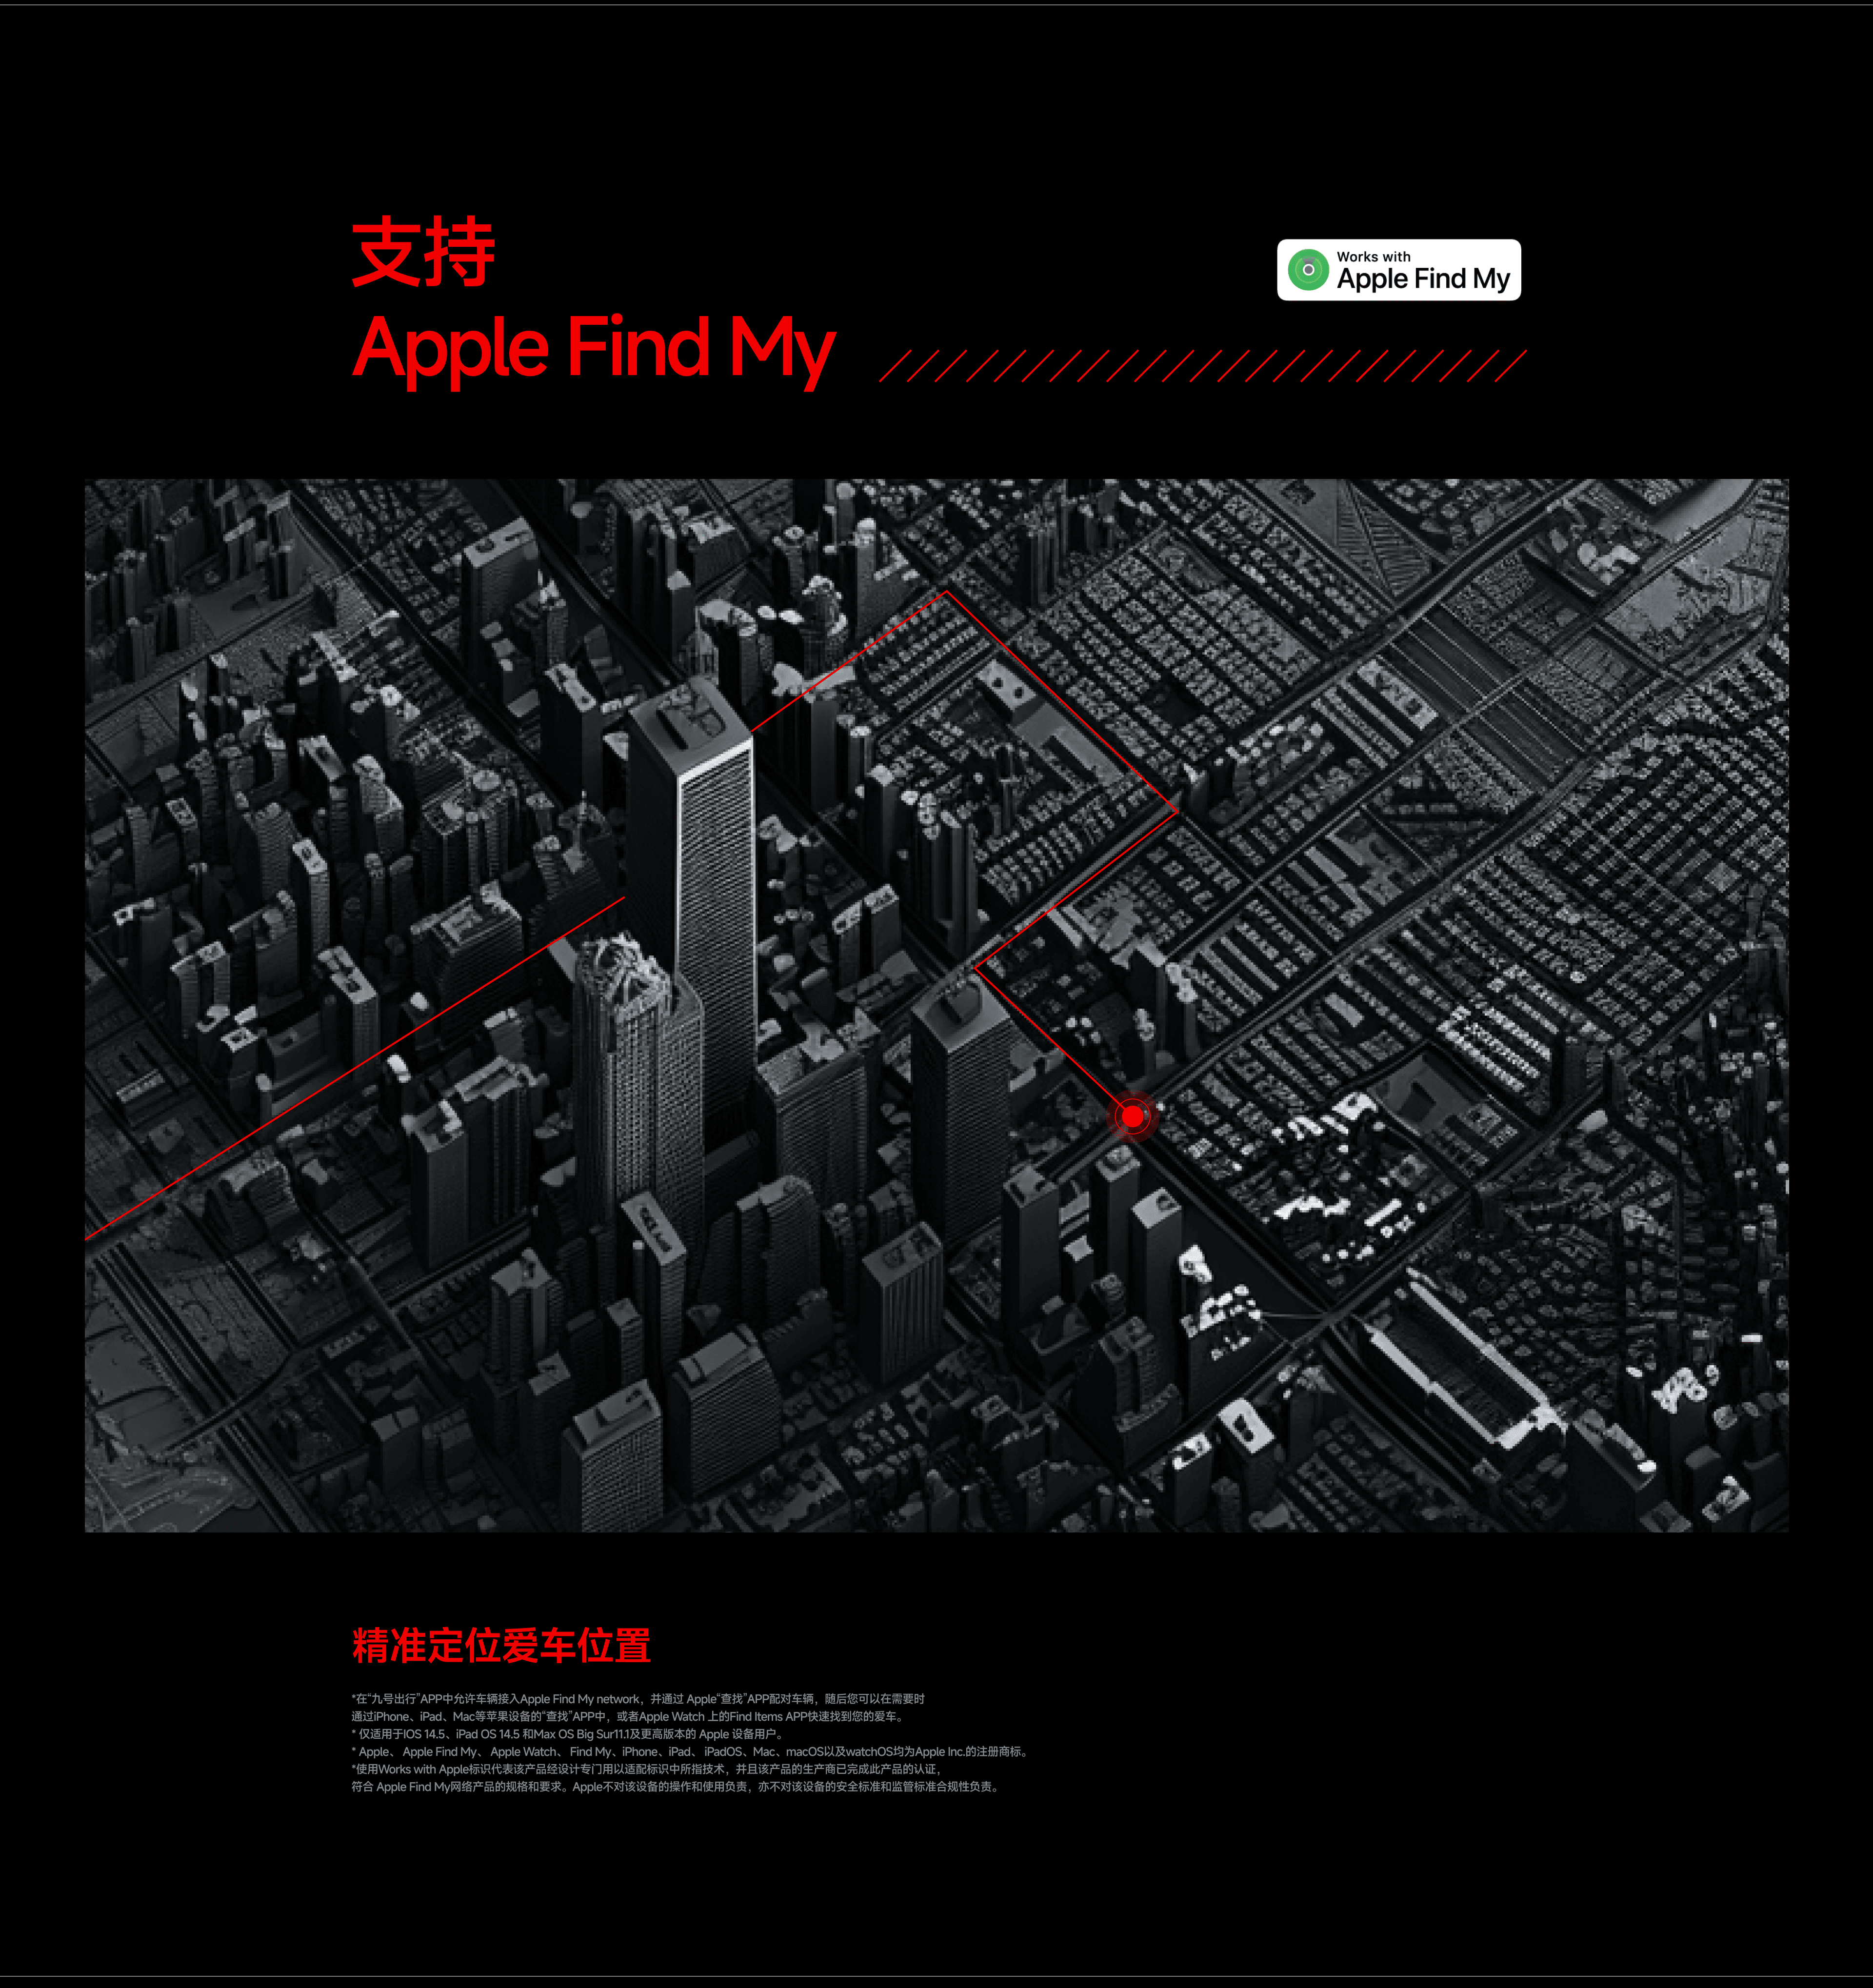 支持
Works with
Apple Find My
Apple Find My
精准定位爱车位置
*在“九号出行”APP中允许车辆接入Apple Find My network，并通过 Apple“查找”APP配对车辆，随后您可以在需要时
通过iPhone、iPad、Mac等苹果设备的“查找”APP中，或者Apple Watch 上的Find Items APP快速找到您的爱车。
* 仅适用于IOS 14.5、iPad OS 14.5 和Max OS Big Sur11.1及更高版本的 Apple 设备用户。
* Apple、 Apple Find My、 Apple Watch、 Find My、iPhone、iPad、 iPadOS、Mac、macOS以及watchOS均为Apple Inc.的注册商标。
*使用Works with Apple标识代表该产品经设计专门用以适配标识中所指技术，并且该产品的生产商已完成此产品的认证，
符合 Apple Find My网络产品的规格和要求。Apple不对该设备的操作和使用负责，亦不对该设备的安全标准和监管标准合规性负责。